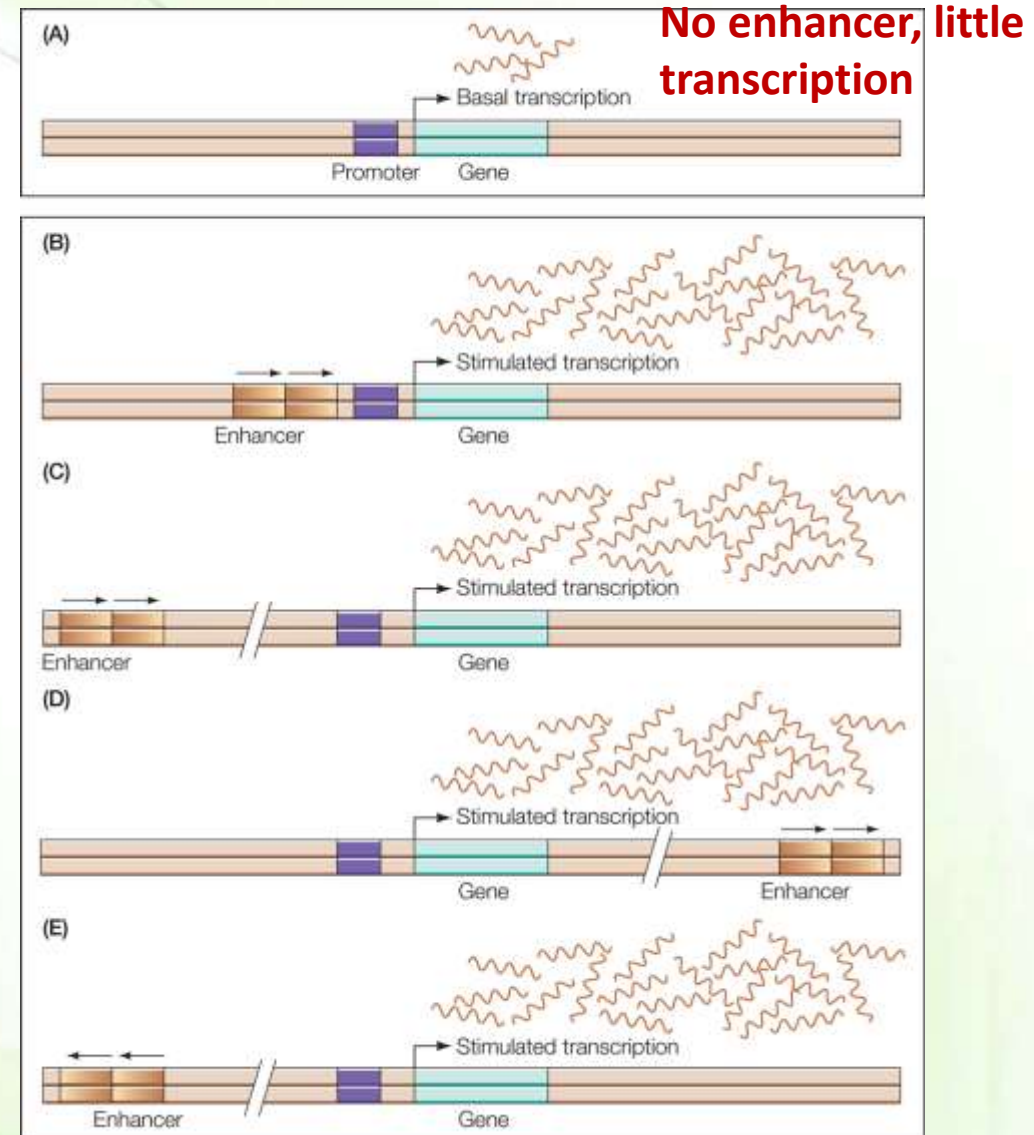 No enhancer, little
transcription
(A)
Basal transcription
Promoter Gene
(B)
Stimulated transcription
Enhancer Gene
(C)
Stimulated transcription
Enhancer Gene
(D)
Stimulated transcription
Gene Enhancer
(E)
Stimulated transcription
Enhancer Gene